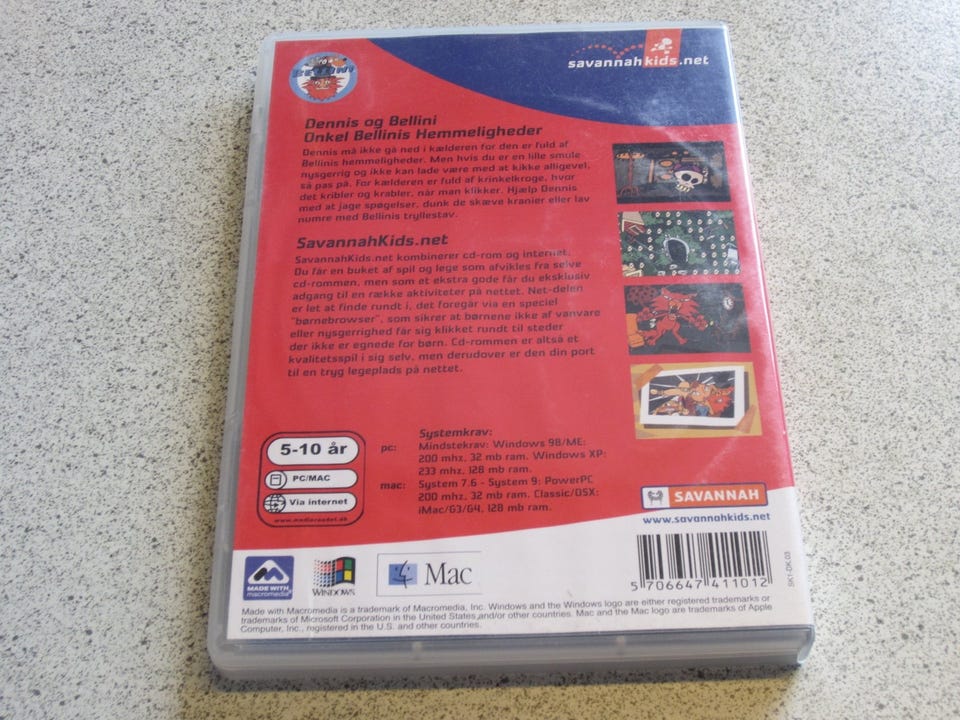 BELLINI
savannahkids.net
Dennis og Bellini
Onkel Bellinis Hemmeligheder
Dennis må ikke gå ned i kælderen for den er fuld af
Bellinis hemmeligheder. Men hvis du er en lille smule
nysgerrig og ikke kan lade være med at kikke alligevel,
så pas på. For kælderen er fuld af krinkelkroge, hvor
det kribler og krabler, når man klikker. Hjælp Dennis
med at jage spøgelser, dunk de skæve kranier eller lav
numre med Bellinis tryllestav.
SavannahKids.net
SavannahKids.net kombinerer cd-rom og internet.
Du får en buket af spil og lege som afvikles fra selve
cd-rommen, men som et ekstra gode får du eksklusiv
adgang til en række aktiviteter på nettet. Net-delen
er let at finde rundt i, det foregår via en speciel
"børnebrowser", som sikrer at børnene ikke af vanvare
eller nysgerrighed får sig klikket rundt til steder
der ikke er egnede for børn. Cd-rommen er altså et
kvalitetsspil i sig selv, men derudover er den din port
til en tryg legeplads på nettet.
5-10 år
PC/MAC
Via internet
www.medieraadet.dk
Systemkrav:
pc: Mindstekrav: Windows 98/ME:
200 mhz, 32 mb ram. Windows XP:
233 mhz, 128 mb ram.
mac: System 7.6 - System 9: PowerPC
200 mhz, 32 mb ram. Classic/OSX:
iMac/G3/G4, 128 mb ram.
SAVANNAH
www.savannahkids.net
MADE WITH
macromedia
WINDOWS
Mac
5 706647 411012
SK1-DK.03
Made with Macromedia is a trademark of Macromedia, Inc. Windows and the Windows logo are either registered trademarks or
trademarks of Microsoft Corporation in the United States and/or other countries. Mac and the Mac logo are trademarks of Apple
Computer, Inc., registered in the U.S. and other countries.